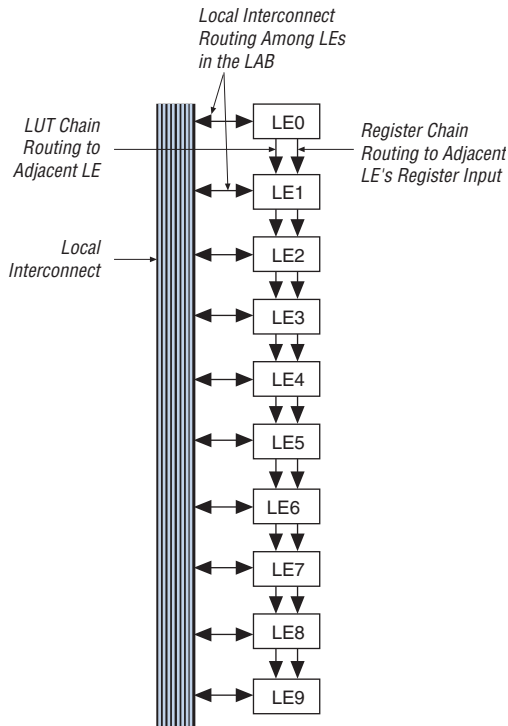 Local Interconnect
Routing Among LEs
in the LAB
LUT Chain
Routing to
Adjacent LE
Register Chain
Routing to Adjacent
LE's Register Input
Local
Interconnect
LE0
LE1
LE2
LE3
LE4
LE5
LE6
LE7
LE8
LE9